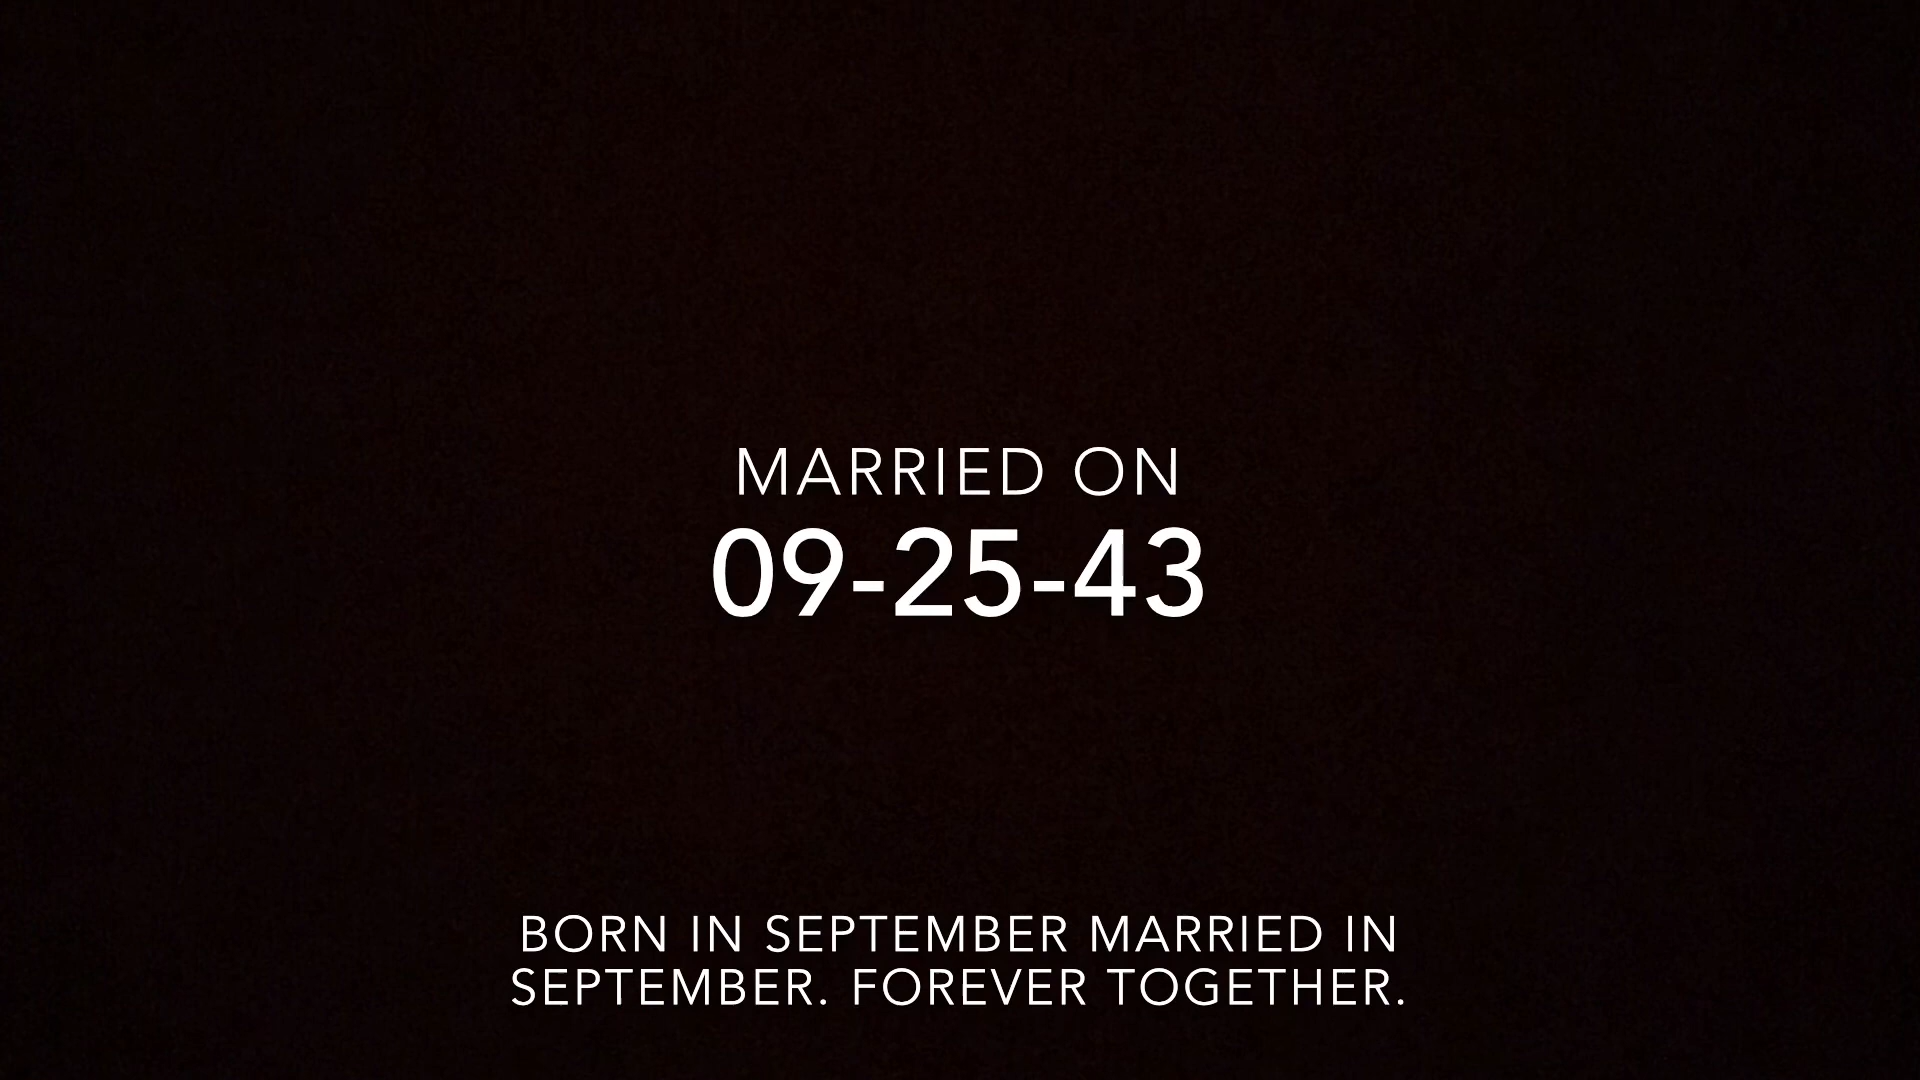 MARRIED ON
09-25-43
BORN IN SEPTEMBER MARRIED IN
SEPTEMBER. FOREVER TOGETHER.